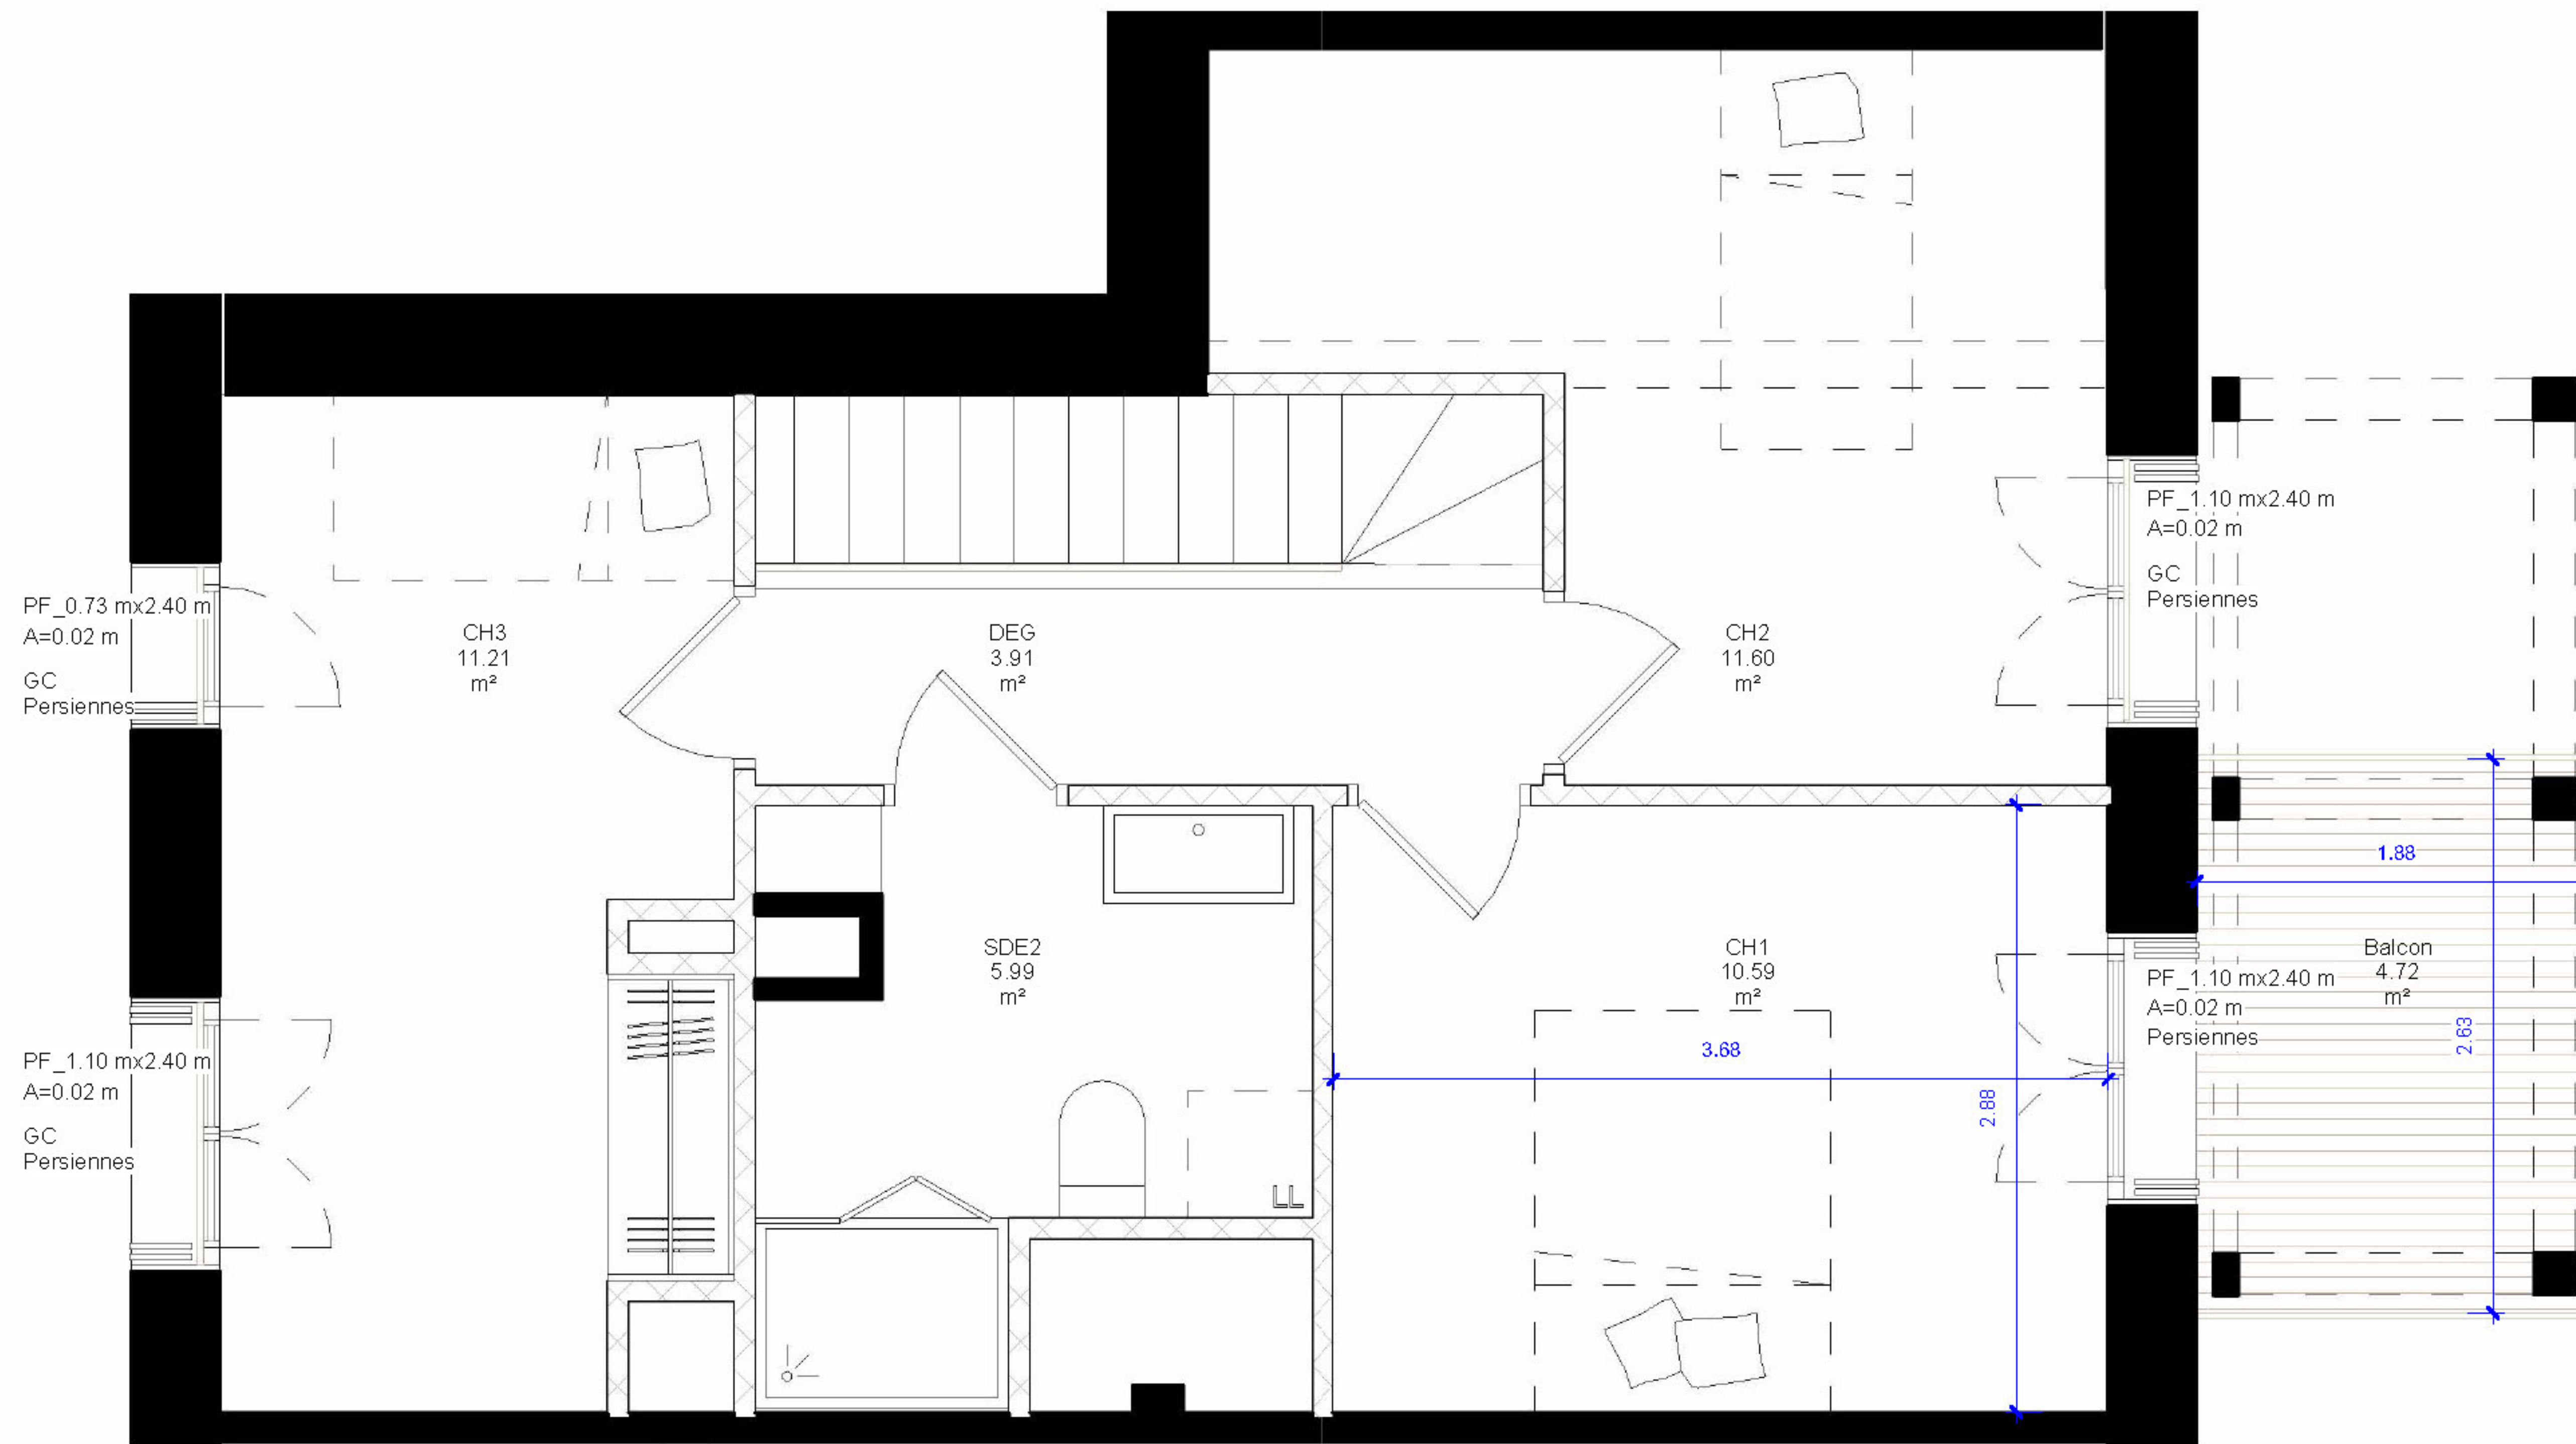 PF_1.10 mx2.40 m
A=0.02 m
GC
Persiennes
PF_0.73 mx2.40 m
A=0.02 m
GC
Persiennes
CH3
11.21
m²
DEG
3.91
m²
CH2
11.60
m²
1.88
SDE2
5.99
m²
CH1
10.59
m²
PF_1.10 mx2.40 m
A=0.02 m
Persiennes
Balcon
4.72
m²
2.63
3.68
2.88
PF_1.10 mx2.40 m
A=0.02 m
GC
Persiennes
LL